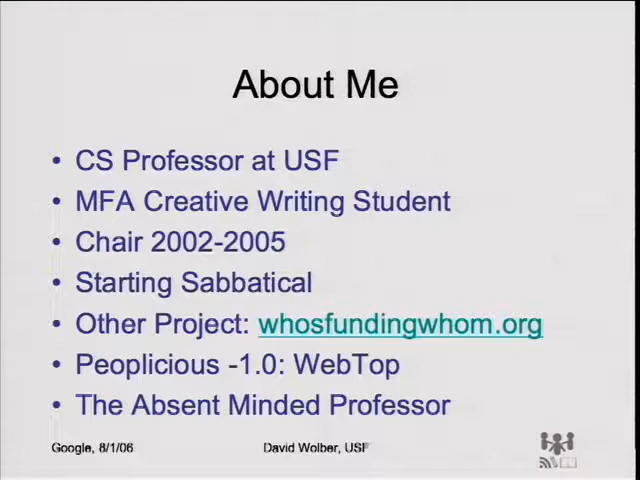 About Me
• CS Professor at USF
• MFA Creative Writing Student
• Chair 2002-2005
• Starting Sabbatical
• Other Project: whosfundingwhom.org
• Peoplicious -1.0: WebTop
• The Absent Minded Professor
Google, 8/1/06 David Wolber, USF